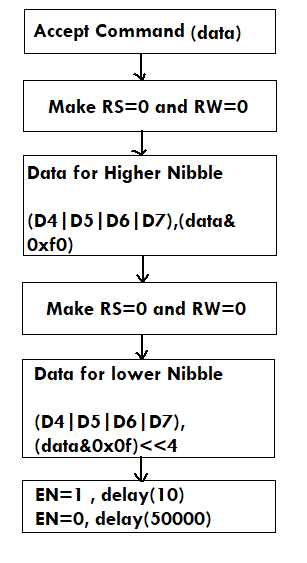 Accept Command (data)
Make RS=0 and RW=0
Data for Higher Nibble
(D4|D5|D6|D7),(data&
0xf0)
Make RS=0 and RW=0
Data for lower Nibble
(D4|D5|D6|D7),
(data&0x0f)<<4
EN=1 , delay(10)
EN=0, delay(50000)